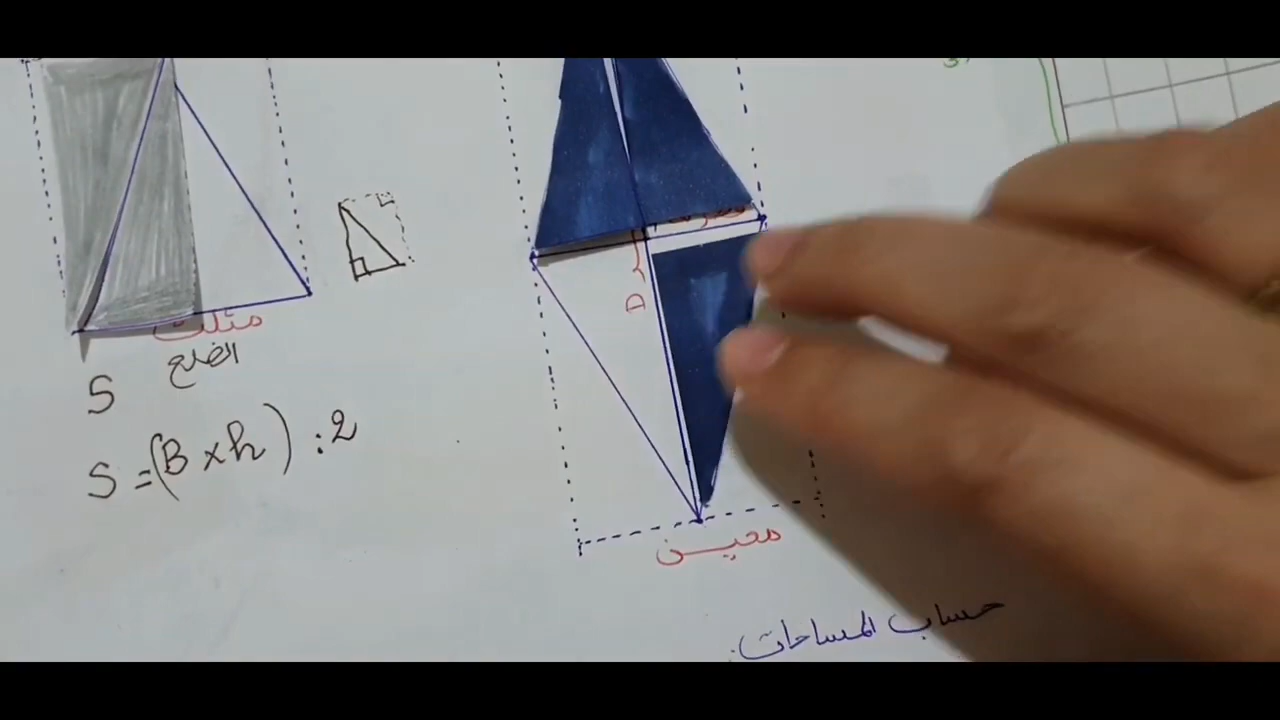 مثلث
الضلع
S
S = (B x h) : 2
D
معين
حساب المساحات.